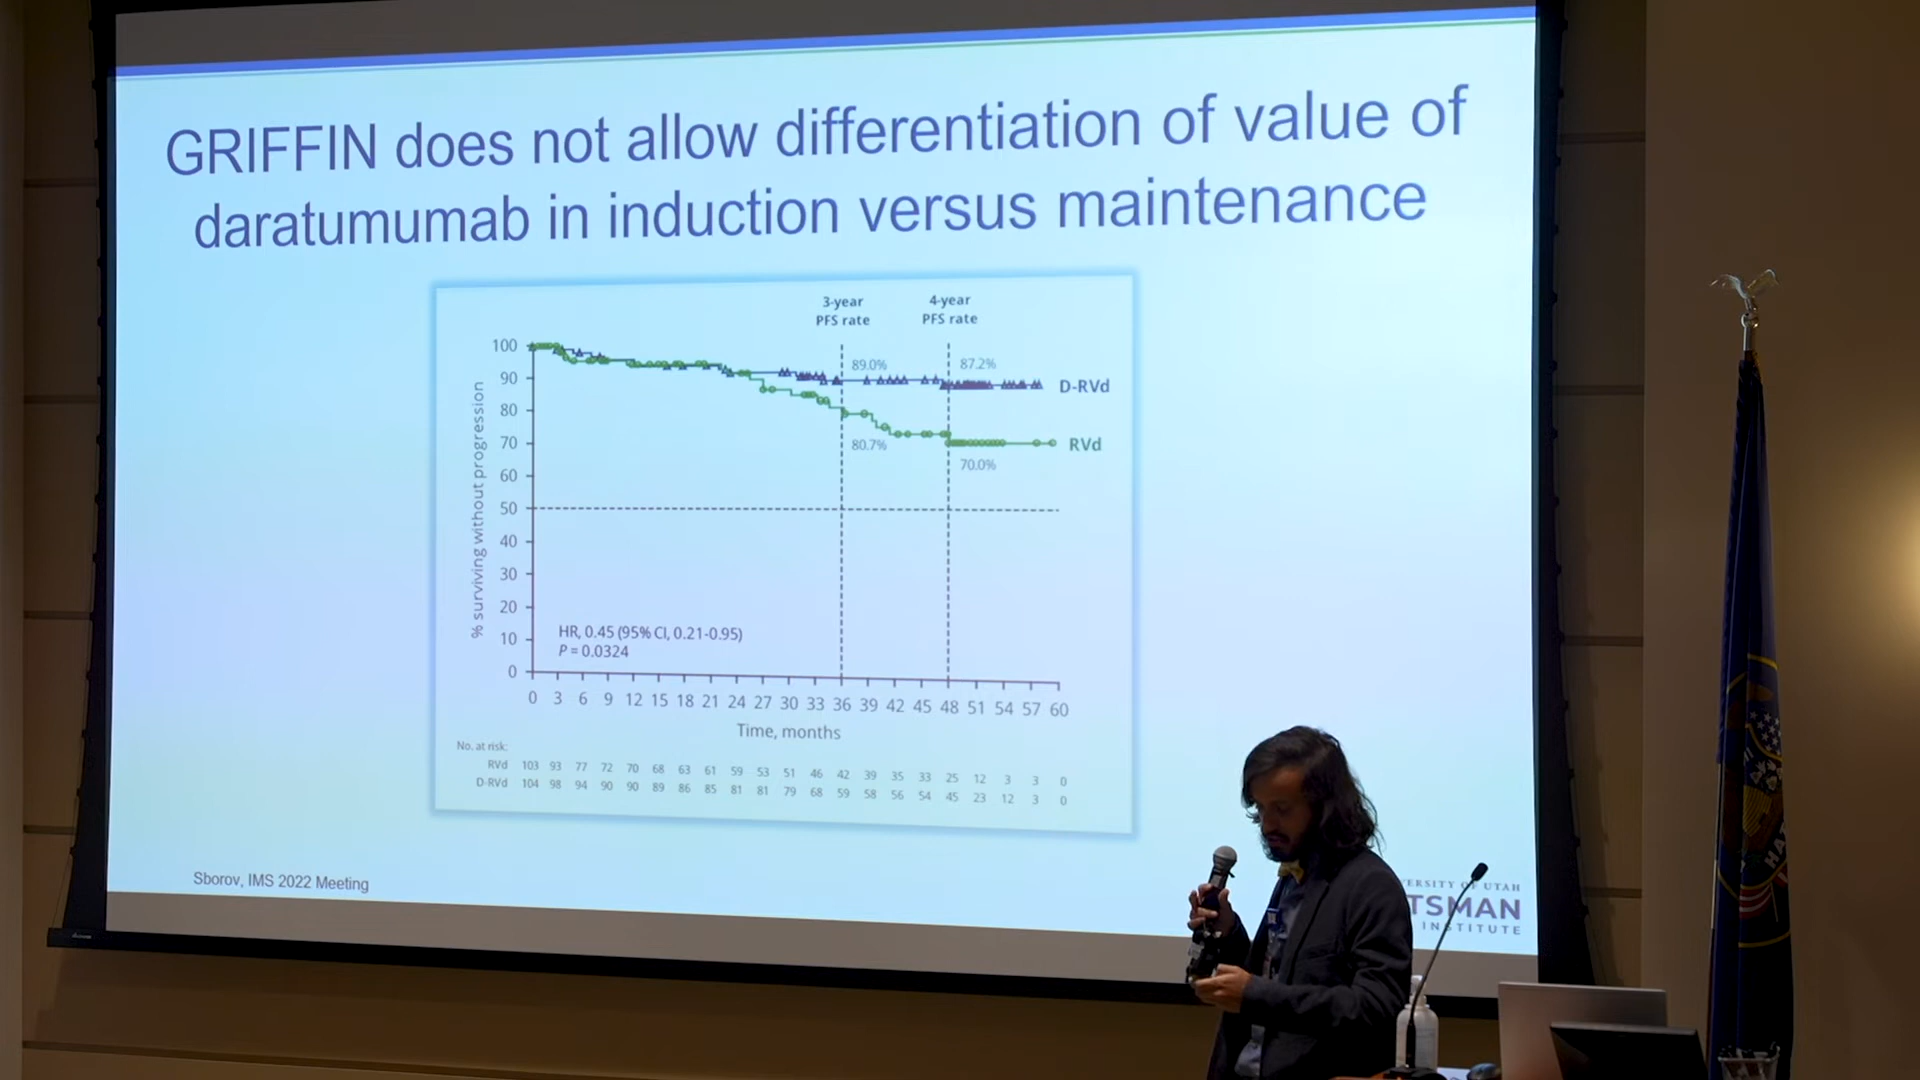 GRIFFIN does not allow differentiation of value of
daratumumab in induction versus maintenance
3-year
PFS rate
4-year
PFS rate
% surviving without progression
100
90
80
70
60
50
40
30
20
10
0
89.0%
87.2%
D-RVd
80.7%
70.0%
RVd
HR, 0.45 (95% CI, 0.21-0.95)
P = 0.0324
0 3 6 9 12 15 18 21 24 27 30 33 36 39 42 45 48 51 54 57 60
Time, months
No. at risk:
RVd 103 93 77 72 70 68 63 61 59 53 51 46 42 39 35 33 25 12 3 3 0
D-RVd 104 98 94 90 90 89 86 85 81 81 79 68 59 58 56 54 45 23 12 3 0
Sborov, IMS 2022 Meeting
ERSITY OF UTAH
TSMAN
INSTITUTE